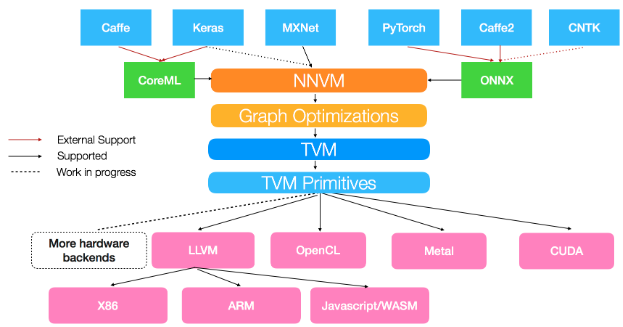 Caffe
Keras
MXNet
PyTorch
Caffe2
CNTK
CoreML
NNVM
ONNX
Graph Optimizations
External Support
Supported
Work in progress
TVM
TVM Primitives
More hardware
backends
LLVM
OpenCL
Metal
CUDA
X86
ARM
Javascript/WASM